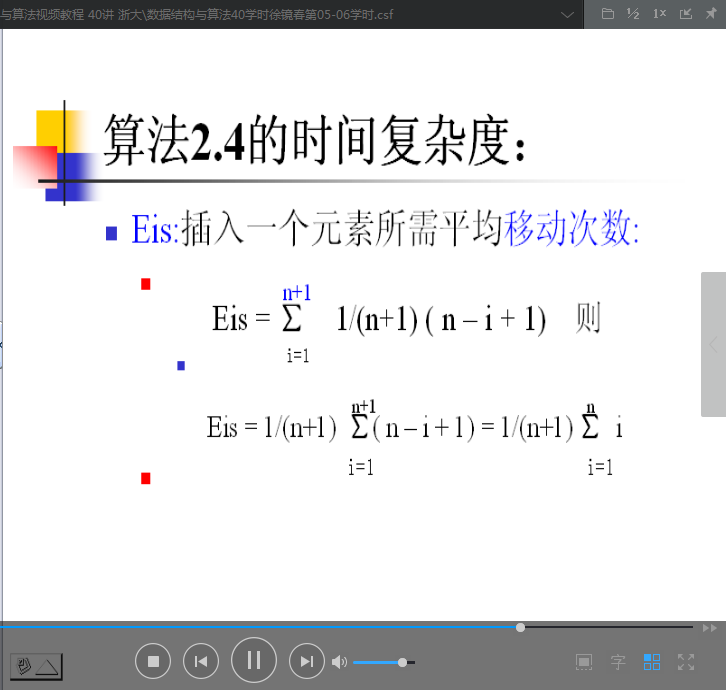 与算法视频教程 40讲 浙大\数据结构与算法40学时徐镜春第05-06学时.csf
½ 1×
算法2.4的时间复杂度：
Eis:插入一个元素所需平均移动次数:
n+1
Eis = Σ 1/(n+1) ( n – i + 1) 则
i=1
n+1 n
Eis = 1/(n+1) Σ( n – i + 1) = 1/(n+1) Σ i
i=1 i=1
字